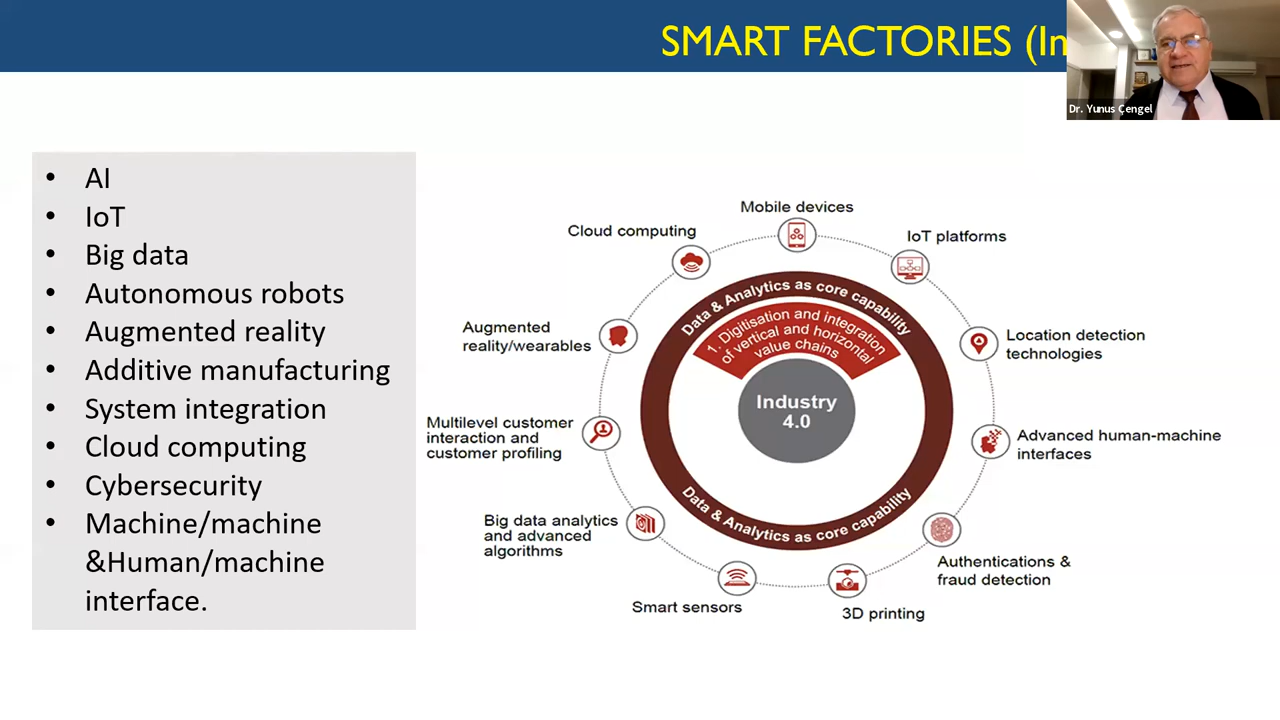 SMART FACTORIES (In
Dr. Yunus Çengel
• AI
• IoT
• Big data
• Autonomous robots
• Augmented reality
• Additive manufacturing
• System integration
• Cloud computing
• Cybersecurity
• Machine/machine
&Human/machine
interface.
Mobile devices
Cloud computing
IoT platforms
Augmented
reality/wearables
Location detection
technologies
Multilevel customer
interaction and
customer profiling
Advanced human-machine
interfaces
Big data analytics
and advanced
algorithms
Authentications &
fraud detection
Smart sensors
3D printing
Data & Analytics as core capability
1. Digitisation and integration
of vertical and horizontal
value chains
Industry
4.0
Data & Analytics as core capability